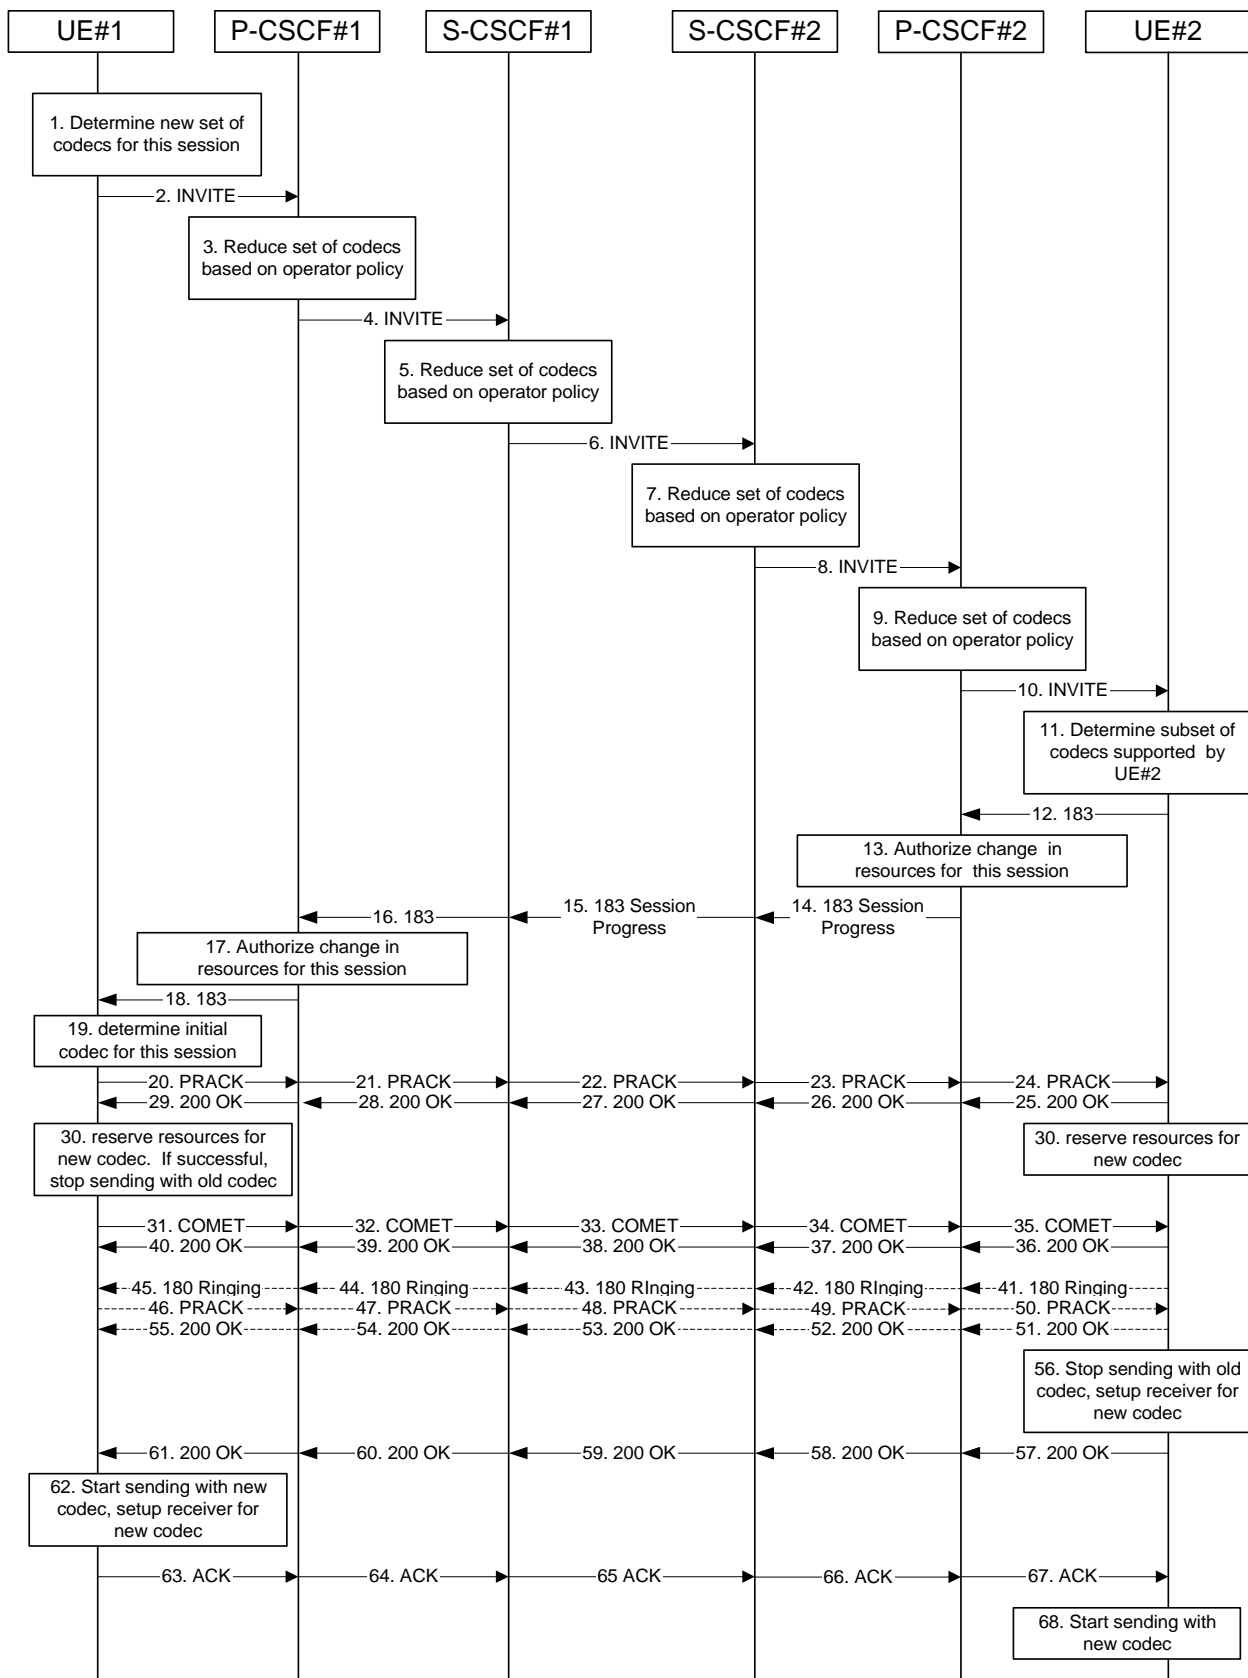 UE#1
P-CSCF#1
S-CSCF#1
S-CSCF#2
P-CSCF#2
UE#2
1. Determine new set of
codecs for this session
2. INVITE
3. Reduce set of codecs
based on operator policy
4. INVITE
5. Reduce set of codecs
based on operator policy
6. INVITE
7. Reduce set of codecs
based on operator policy
8. INVITE
9. Reduce set of codecs
based on operator policy
10. INVITE
11. Determine subset of
codecs supported by
UE#2
12. 183
13. Authorize change in
resources for this session
14. 183 Session
Progress
15. 183 Session
Progress
16. 183
17. Authorize change in
resources for this session
18. 183
19. determine initial
codec for this session
20. PRACK
21. PRACK
22. PRACK
23. PRACK
24. PRACK
29. 200 OK
28. 200 OK
27. 200 OK
26. 200 OK
25. 200 OK
30. reserve resources for
new codec. If successful,
stop sending with old codec
30. reserve resources for
new codec
31. COMET
32. COMET
33. COMET
34. COMET
35. COMET
40. 200 OK
39. 200 OK
38. 200 OK
37. 200 OK
36. 200 OK
45. 180 Ringing
44. 180 Ringing
43. 180 RInging
42. 180 RInging
41. 180 Ringing
46. PRACK
47. PRACK
48. PRACK
49. PRACK
50. PRACK
55. 200 OK
54. 200 OK
53. 200 OK
52. 200 OK
51. 200 OK
56. Stop sending with old
codec, setup receiver for
new codec
61. 200 OK
60. 200 OK
59. 200 OK
58. 200 OK
57. 200 OK
62. Start sending with new
codec, setup receiver for
new codec
63. ACK
64. ACK
65 ACK
66. ACK
67. ACK
68. Start sending with
new codec